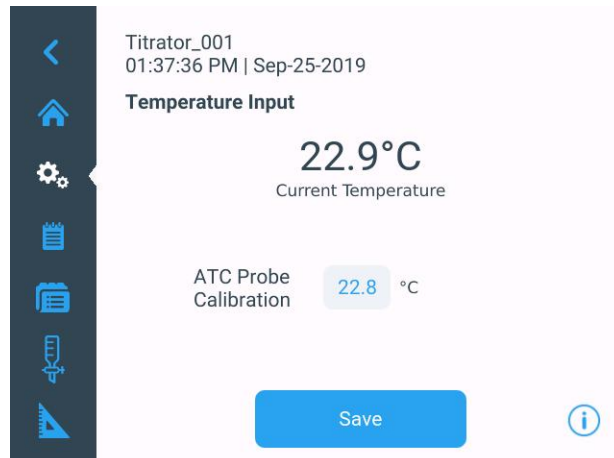 Titrator_001
01:37:36 PM | Sep-25-2019
Temperature Input
22.9°C
Current Temperature
ATC Probe
Calibration
22.8 °C
Save
i